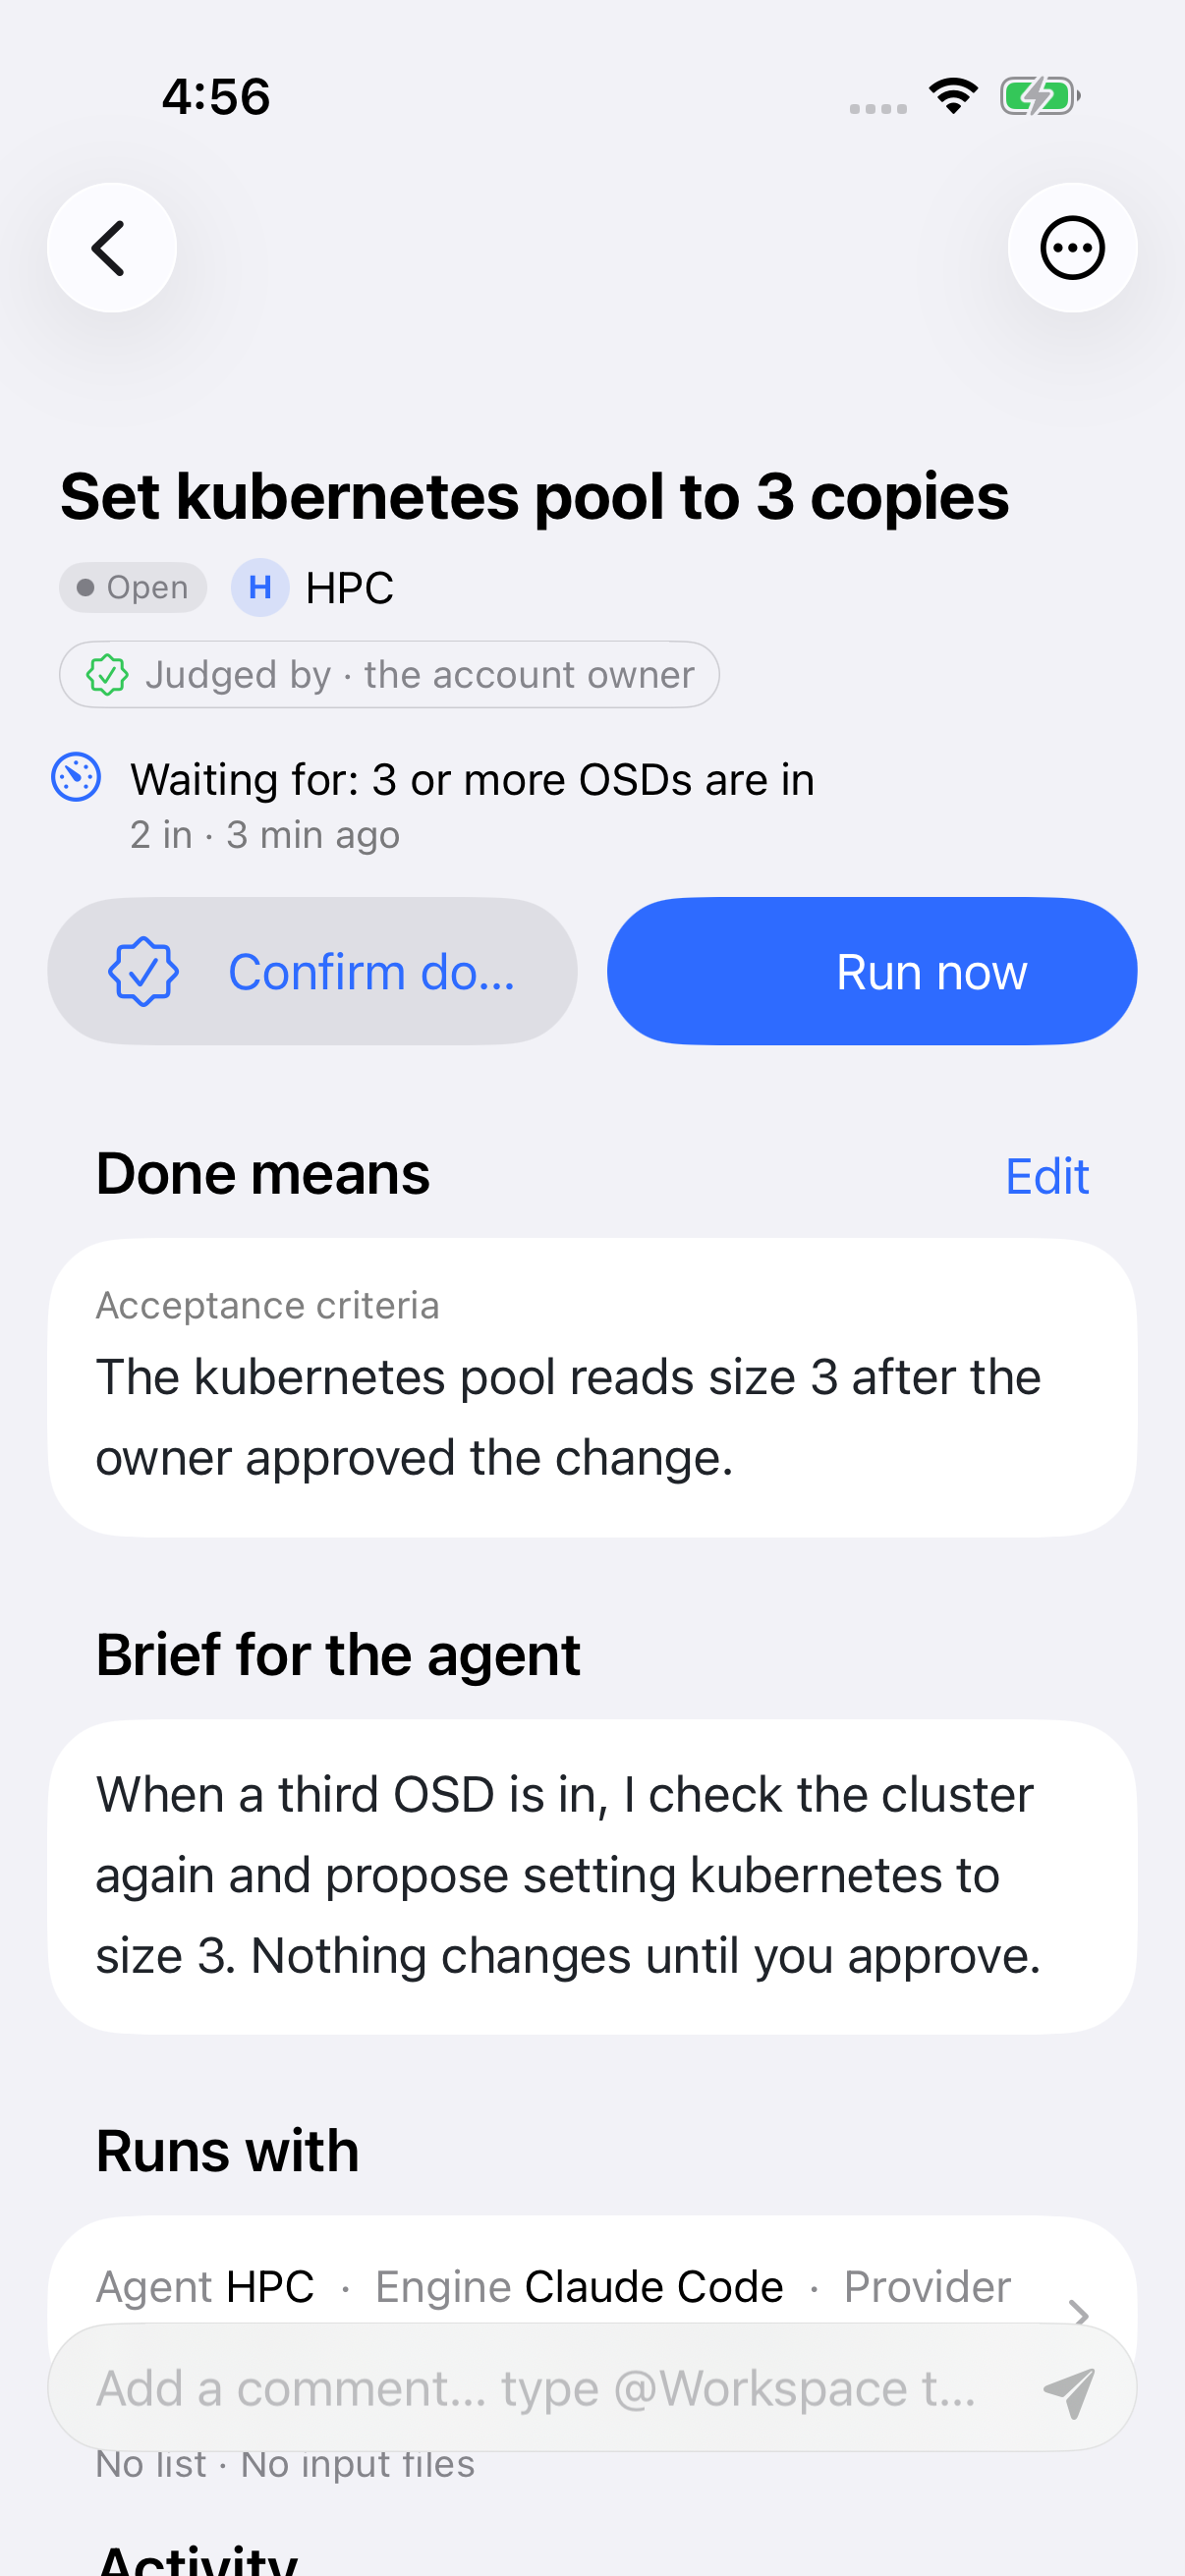 4:56
Set kubernetes pool to 3 copies
Open H HPC
Judged by · the account owner
Waiting for: 3 or more OSDs are in
2 in · 3 min ago
Confirm do...
Run now
Done means
Edit
Acceptance criteria
The kubernetes pool reads size 3 after the
owner approved the change.
Brief for the agent
When a third OSD is in, I check the cluster
again and propose setting kubernetes to
size 3. Nothing changes until you approve.
Runs with
Agent HPC · Engine Claude Code · Provider
Add a comment... type @Workspace t...
No list · No input files
Activity